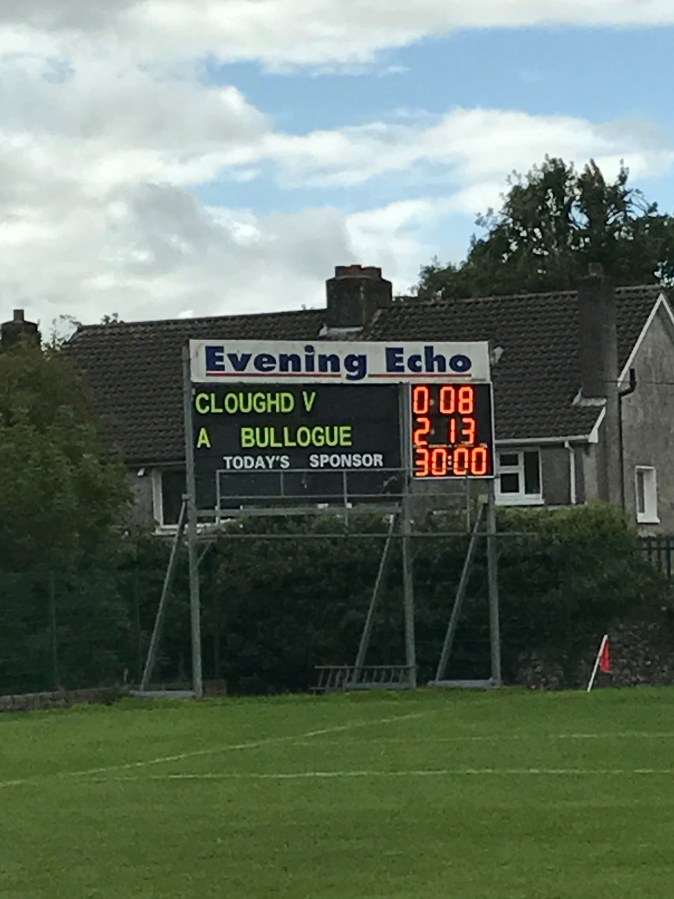 Evening Echo
CLOUGHD V 0·08
A BULLOGUE 2·13
TODAY'S SPONSOR 30:00